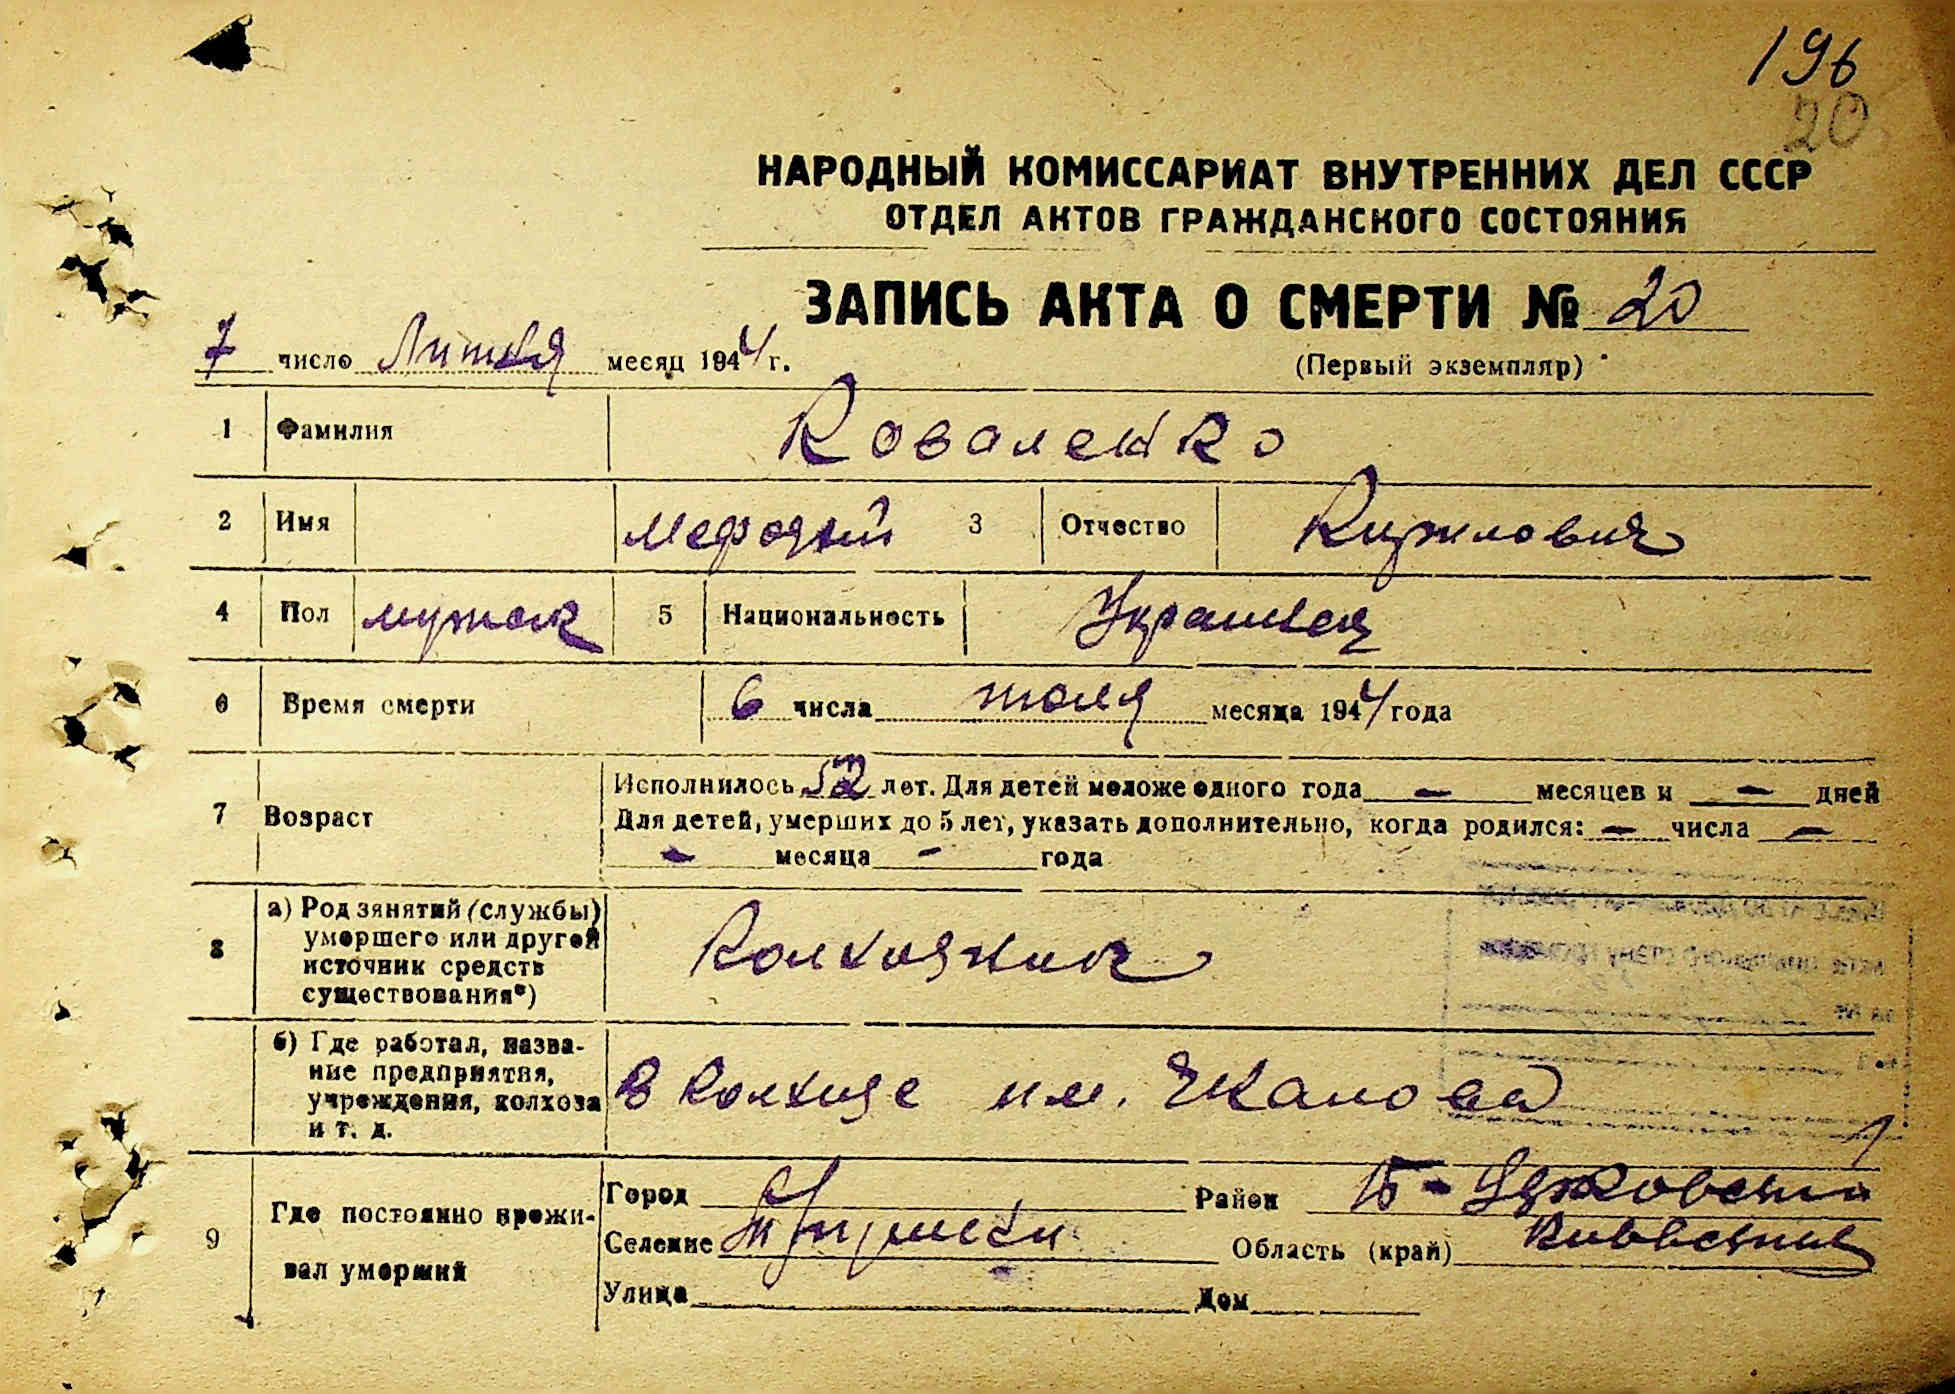 196
20
НАРОДНЫЙ КОМИССАРИАТ ВНУТРЕННИХ ДЕЛ СССР
ОТДЕЛ АКТОВ ГРАЖДАНСКОГО СОСТОЯНИЯ
ЗАПИСЬ АКТА О СМЕРТИ № 20
7 число Липня месяц 1944 г.
(Первый экземпляр)
1 Фамилия Коваленко
2 Имя Мефодий 3 Отчество Кирилович
4 Пол мужск 5 Национальность Украинец
6 Время смерти 6 числа июля месяца 1944 года
7 Возраст Исполнилось 52 лет. Для детей моложе одного года — месяцев и — дней
Для детей, умерших до 5 лет, указать дополнительно, когда родился: — числа —
— месяца — года
8 а) Род занятий (службы)
умершего или другой
источник средств
существования*)
Колхозник
б) Где работал, назва-
ние предприятия,
учреждения, колхоза
и т. д.
В колхозе им. Чкалова
9 Где постоянно прожи-
вал умерший
Город Район
Селение Область (край) Киевская
Улица Дом